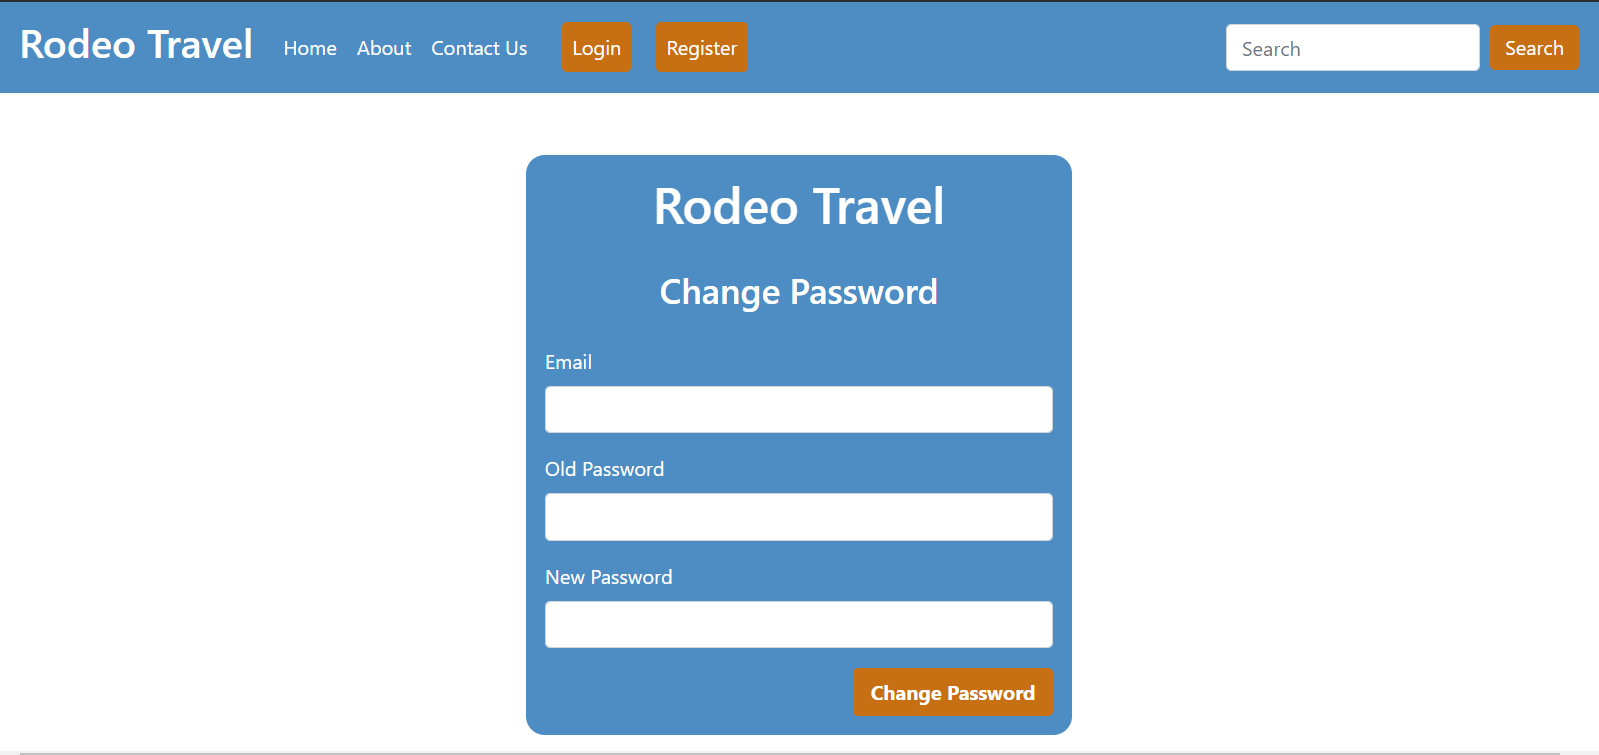 Rodeo Travel Home About Contact Us Login Register Search Search
Rodeo Travel
Change Password
Email
Old Password
New Password
Change Password